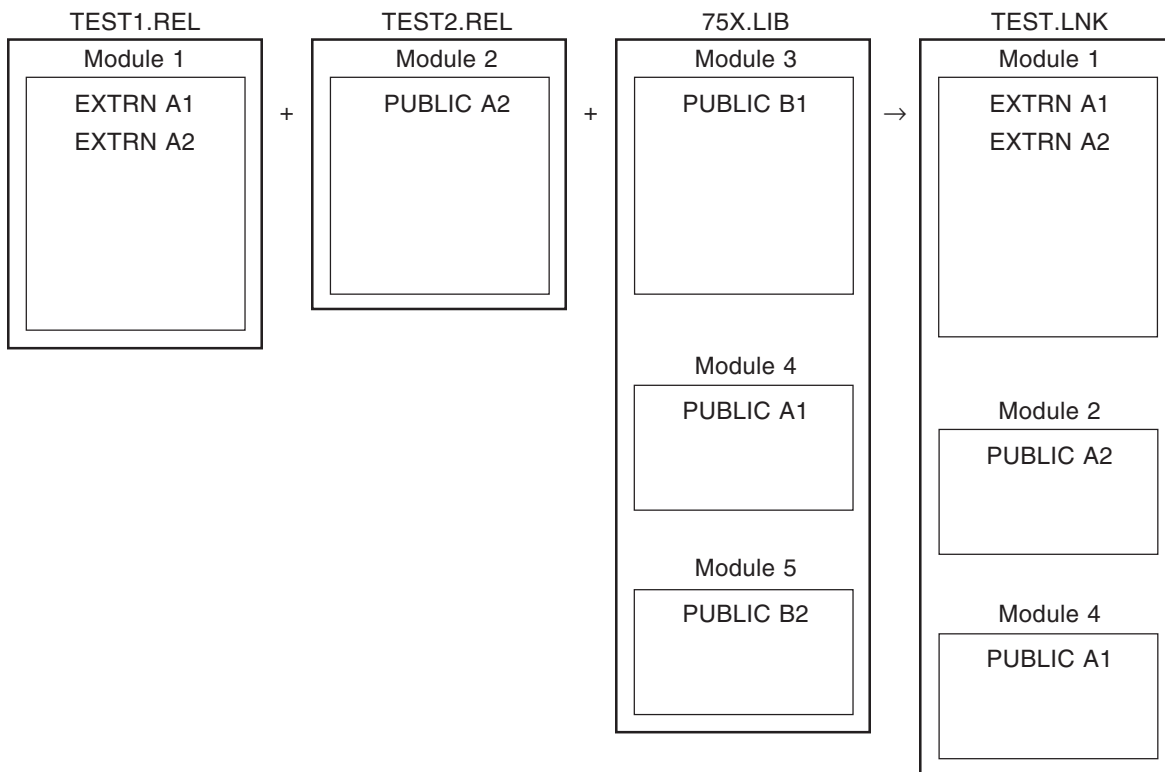 TEST1.REL
Module 1
EXTRN A1
EXTRN A2
+
TEST2.REL
Module 2
PUBLIC A2
+
75X.LIB
Module 3
PUBLIC B1
Module 4
PUBLIC A1
Module 5
PUBLIC B2
→
TEST.LNK
Module 1
EXTRN A1
EXTRN A2
Module 2
PUBLIC A2
Module 4
PUBLIC A1